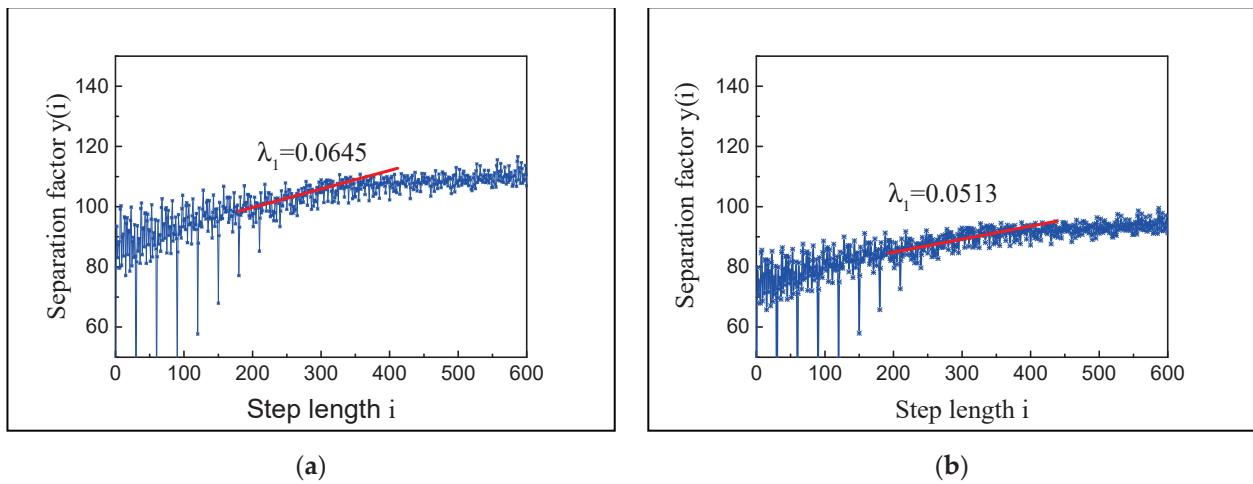 140
120
100
80
60
Separation factor y(i)
λ₁=0.0645
0 100 200 300 400 500 600
Step length i
(a)
140
120
100
80
60
Separation factor y(i)
λ₁=0.0513
0 100 200 300 400 500 600
Step length i
(b)